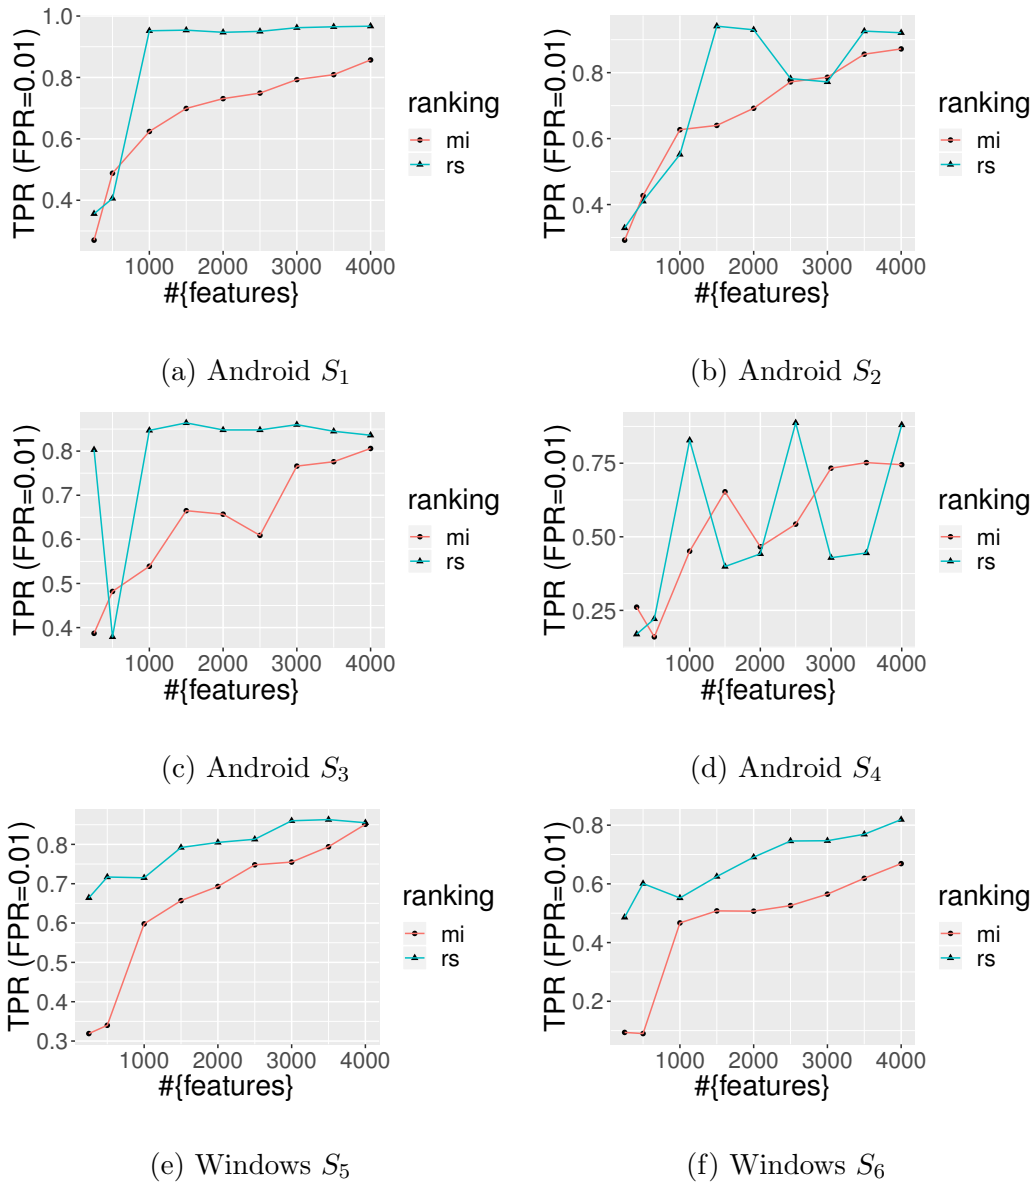 1.0
0.8
0.6
0.4
TPR (FPR=0.01)
1000 2000 3000 4000
#{features}
ranking
mi
rs
(a) Android S1
0.8
0.6
0.4
TPR (FPR=0.01)
1000 2000 3000 4000
#{features}
ranking
mi
rs
(b) Android S2
0.8
0.7
0.6
0.5
0.4
TPR (FPR=0.01)
1000 2000 3000 4000
#{features}
ranking
mi
rs
(c) Android S3
0.75
0.50
0.25
TPR (FPR=0.01)
1000 2000 3000 4000
#{features}
ranking
mi
rs
(d) Android S4
0.8
0.7
0.6
0.5
0.4
0.3
TPR (FPR=0.01)
1000 2000 3000 4000
#{features}
ranking
mi
rs
(e) Windows S5
0.8
0.6
0.4
0.2
TPR (FPR=0.01)
1000 2000 3000 4000
#{features}
ranking
mi
rs
(f) Windows S6